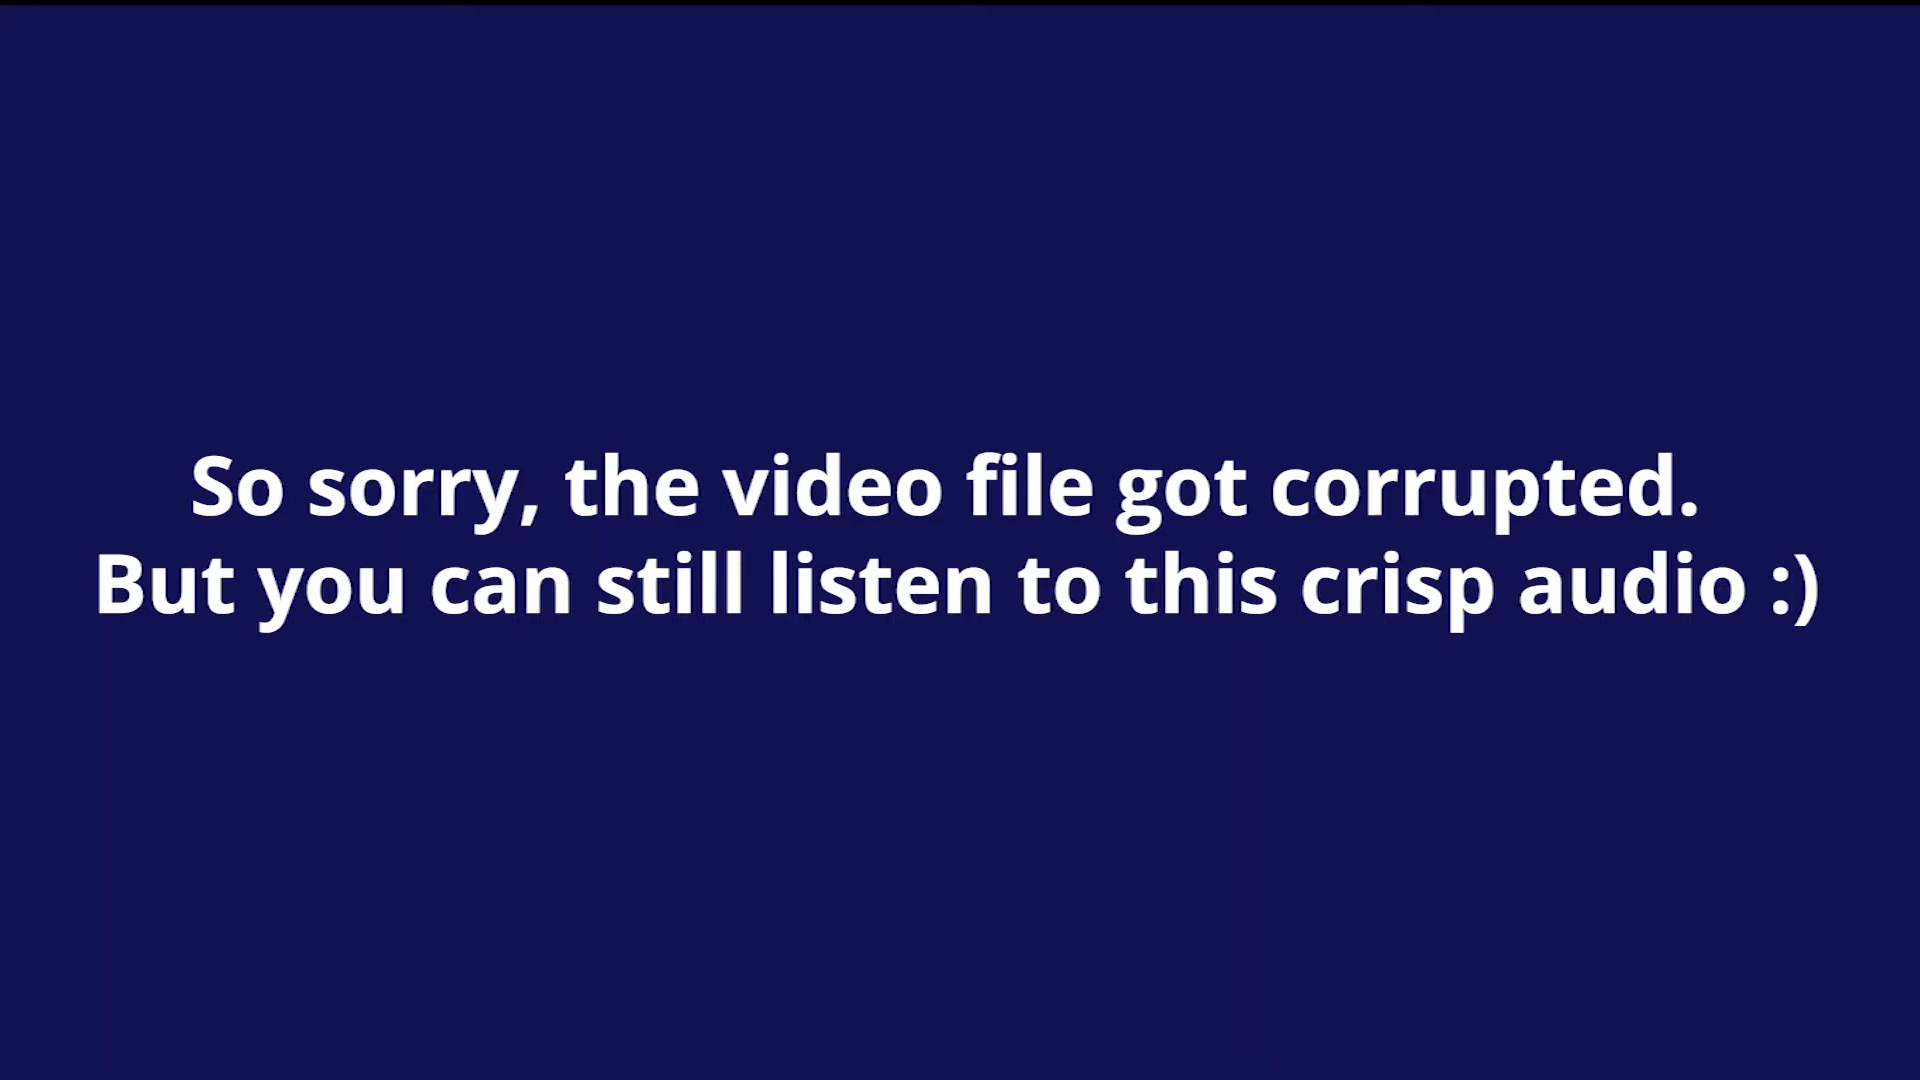 So sorry, the video file got corrupted.
But you can still listen to this crisp audio :)